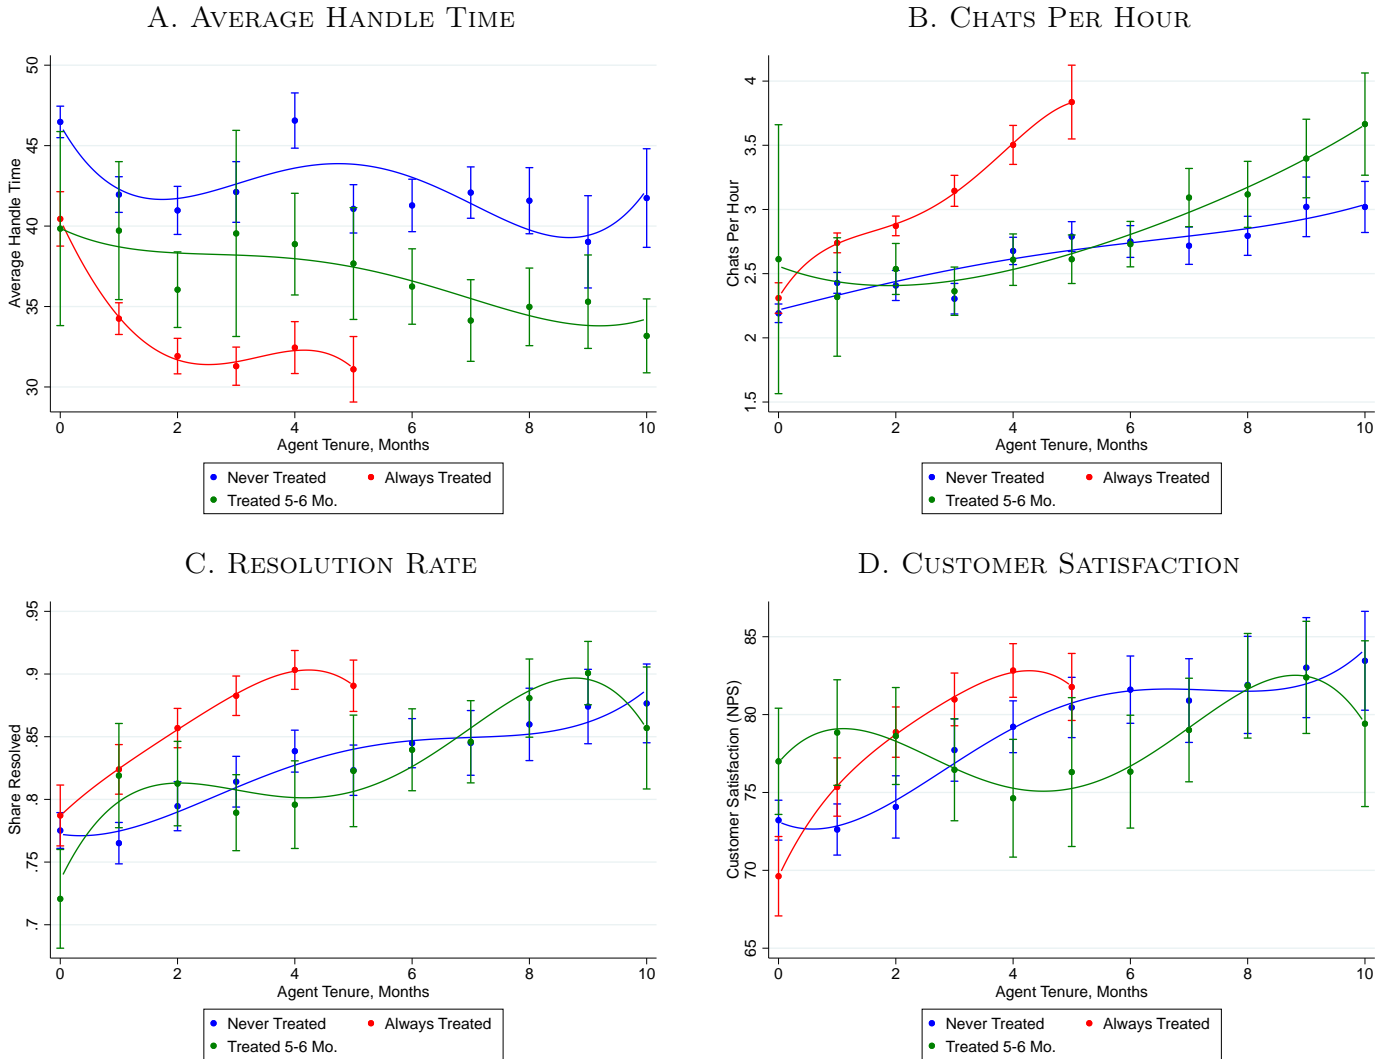 A. Average Handle Time
50
45
40
35
30
Average Handle Time
0 2 4 6 8 10
Agent Tenure, Months
Never Treated Always Treated
Treated 5-6 Mo.
B. Chats Per Hour
4
3.5
3
2.5
2
1.5
Chats Per Hour
0 2 4 6 8 10
Agent Tenure, Months
Never Treated Always Treated
Treated 5-6 Mo.
C. Resolution Rate
.95
.9
.85
.8
.75
.7
Share Resolved
0 2 4 6 8 10
Agent Tenure, Months
Never Treated Always Treated
Treated 5-6 Mo.
D. Customer Satisfaction
85
80
75
70
65
Customer Satisfaction (NPS)
0 2 4 6 8 10
Agent Tenure, Months
Never Treated Always Treated
Treated 5-6 Mo.